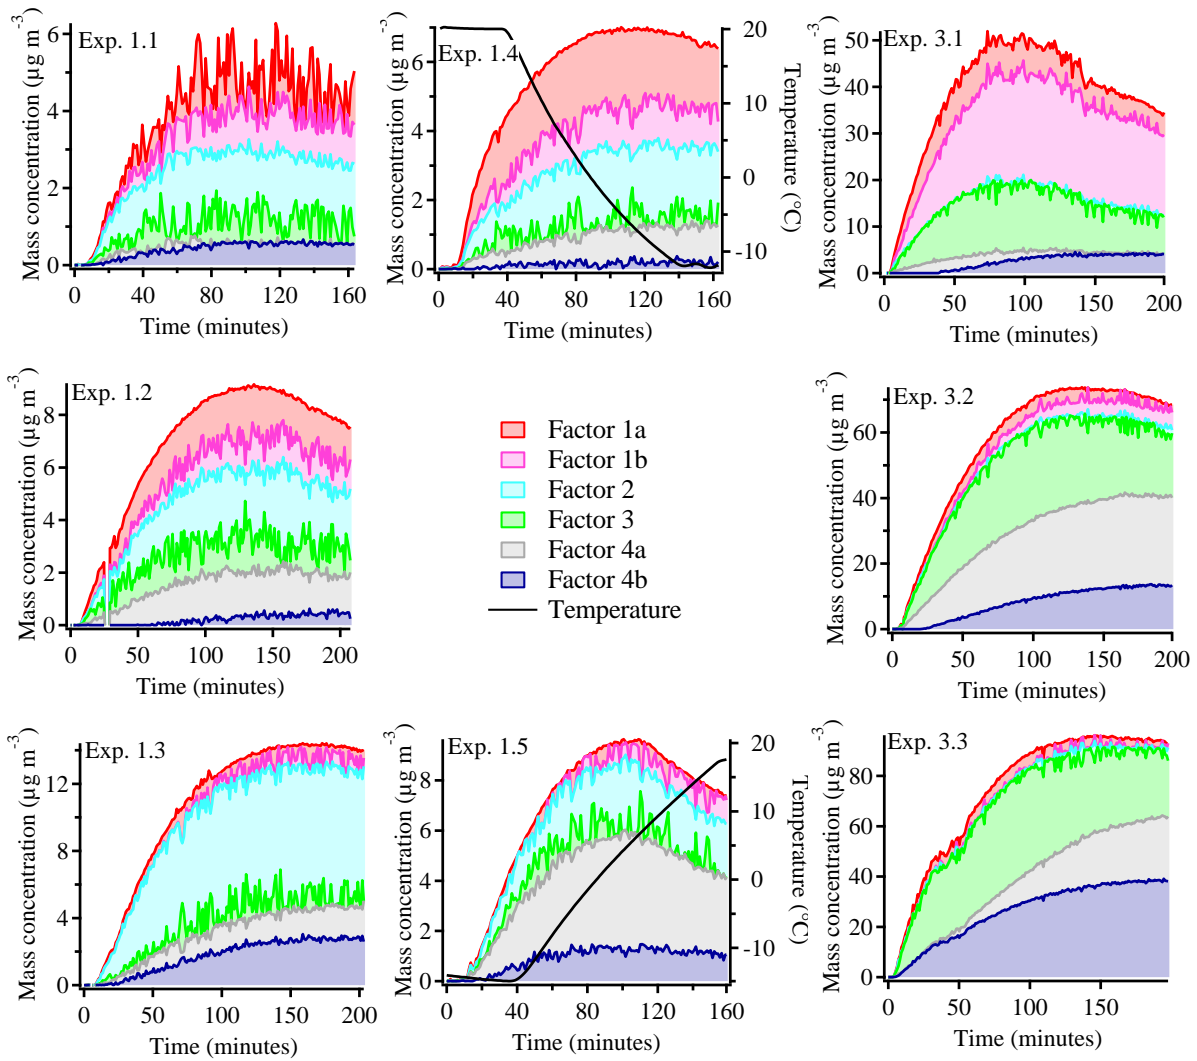 Exp. 1.1
Mass concentration (µg m⁻³)
6
4
2
0
0 40 80 120 160
Time (minutes)
Exp. 1.4
Mass concentration (µg m⁻³)
6
4
2
0
20
10
0
-10
Temperature (°C)
0 40 80 120 160
Time (minutes)
Exp. 3.1
Mass concentration (µg m⁻³)
50
40
30
20
10
0
0 50 100 150 200
Time (minutes)
Exp. 1.2
Mass concentration (µg m⁻³)
8
6
4
2
0
0 50 100 150 200
Time (minutes)
Factor 1a
Factor 1b
Factor 2
Factor 3
Factor 4a
Factor 4b
Temperature
Exp. 3.2
Mass concentration (µg m⁻³)
60
40
20
0
0 50 100 150 200
Time (minutes)
Exp. 1.3
Mass concentration (µg m⁻³)
12
8
4
0
0 50 100 150 200
Time (minutes)
Exp. 1.5
Mass concentration (µg m⁻³)
8
6
4
2
0
20
10
0
-10
Temperature (°C)
0 40 80 120 160
Time (minutes)
Exp. 3.3
Mass concentration (µg m⁻³)
80
60
40
20
0
0 50 100 150
Time (minutes)